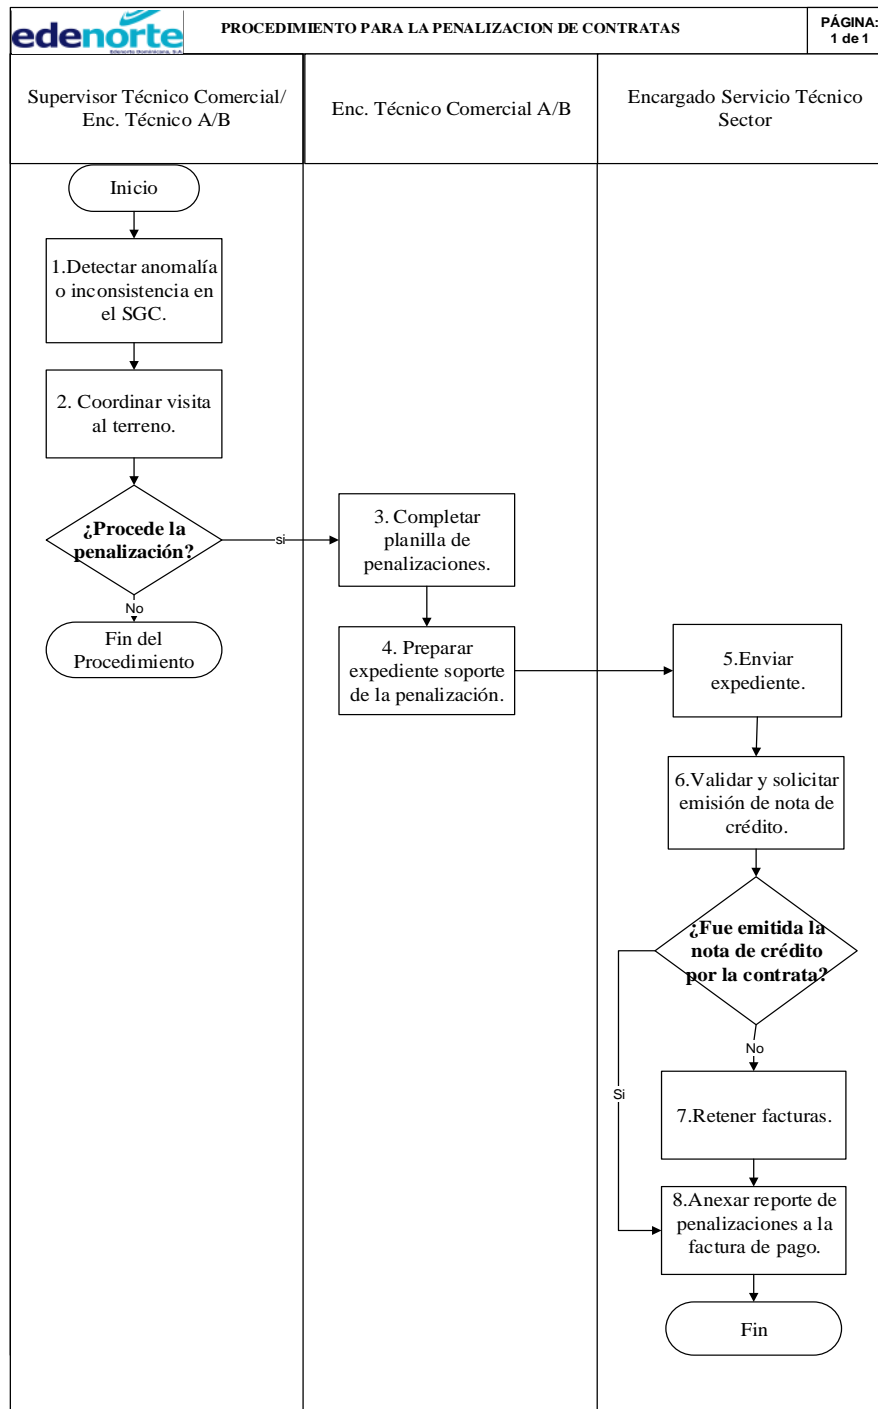 edenorte
Edenorte Dominicana, S.A.
PROCEDIMIENTO PARA LA PENALIZACION DE CONTRATAS
PÁGINA:
1 de 1
Supervisor Técnico Comercial/
Enc. Técnico A/B
Enc. Técnico Comercial A/B
Encargado Servicio Técnico
Sector
Inicio
1.Detectar anomalía
o inconsistencia en
el SGC.
2. Coordinar visita
al terreno.
¿Procede la
penalización?
si
No
Fin del
Procedimiento
3. Completar
planilla de
penalizaciones.
4. Preparar
expediente soporte
de la penalización.
5.Enviar
expediente.
6.Validar y solicitar
emisión de nota de
crédito.
¿Fue emitida la
nota de crédito
por la contrata?
No
Si
7.Retener facturas.
8.Anexar reporte de
penalizaciones a la
factura de pago.
Fin